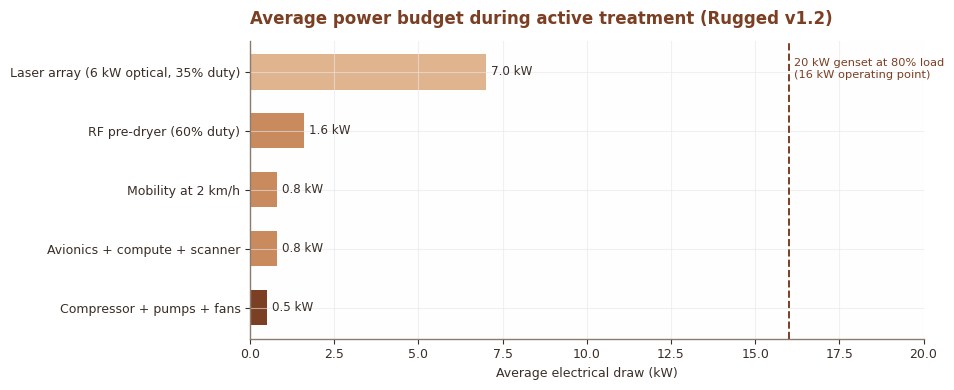 Average power budget during active treatment (Rugged v1.2)
Laser array (6 kW optical, 35% duty)
7.0 kW
20 kW genset at 80% load
(16 kW operating point)
RF pre-dryer (60% duty)
1.6 kW
Mobility at 2 km/h
0.8 kW
Avionics + compute + scanner
0.8 kW
Compressor + pumps + fans
0.5 kW
0.0 2.5 5.0 7.5 10.0 12.5 15.0 17.5 20.0
Average electrical draw (kW)